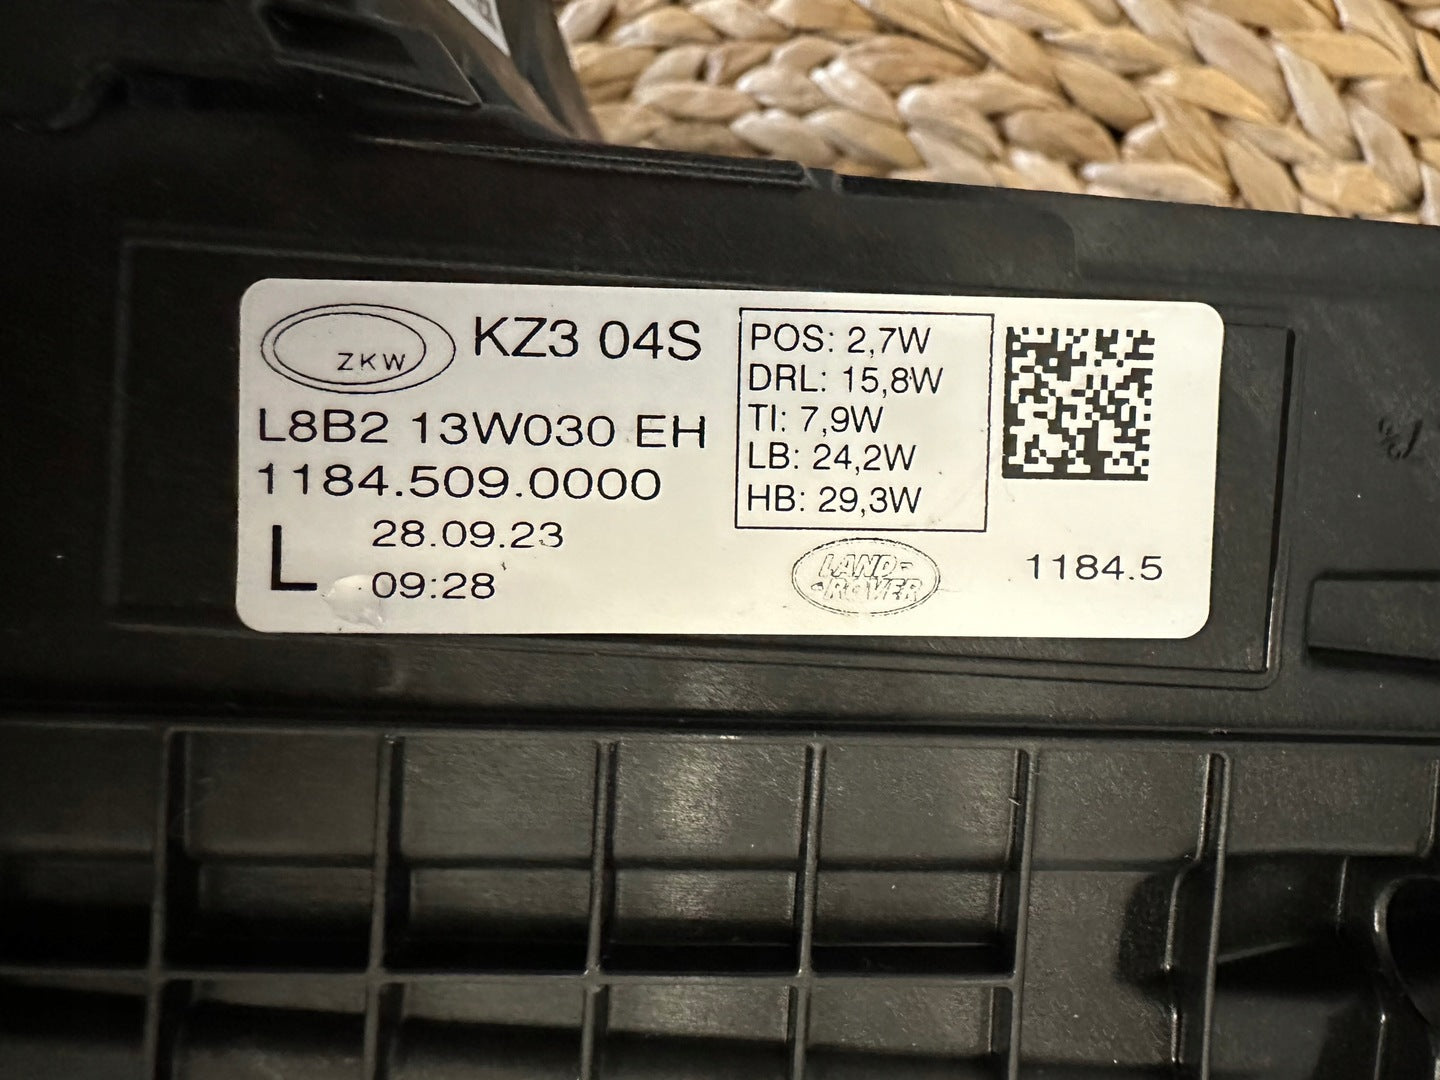 ZKW
KZ3 04S
L8B2 13W030 EH
1184.509.0000
L
28.09.23
09:28
POS: 2,7W
DRL: 15,8W
TI: 7,9W
LB: 24,2W
HB: 29,3W
LAND-
ROVER
1184.5